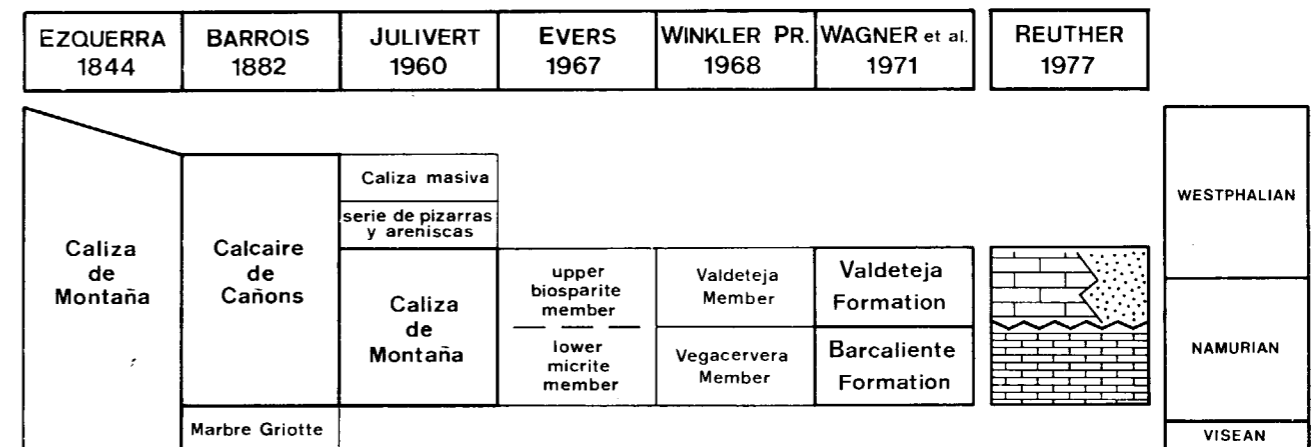 EZQUERRA
1844
BARROIS
1882
JULIVERT
1960
EVERS
1967
WINKLER PR.
1968
WAGNER et al.
1971
REUTHER
1977
Caliza
de
Montaña
Calcaire
de
Cañons
Marbre Griotte
Caliza masiva
serie de pizarras
y areniscas
Caliza
de
Montaña
upper
biosparite
member
lower
micrite
member
Valdeteja
Member
Vegacervera
Member
Valdeteja
Formation
Barcaliente
Formation
WESTPHALIAN
NAMURIAN
VISEAN